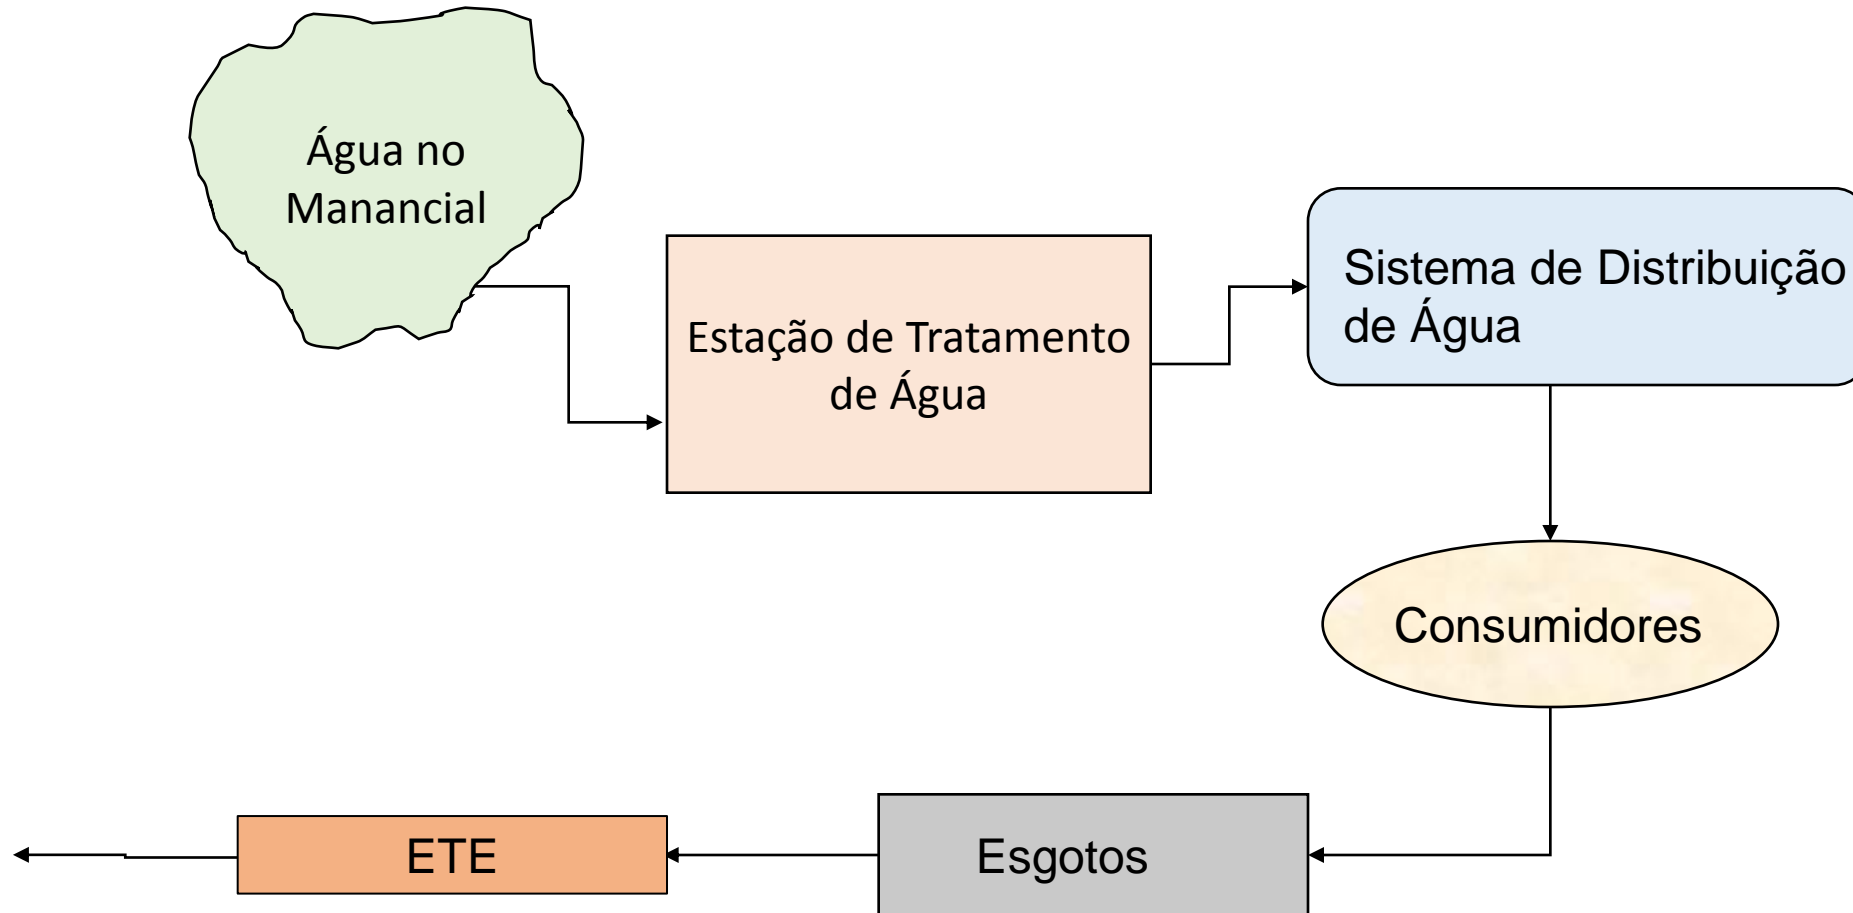 Água no
Manancial
Estação de Tratamento
de Água
Sistema de Distribuição
de Água
Consumidores
Esgotos
ETE